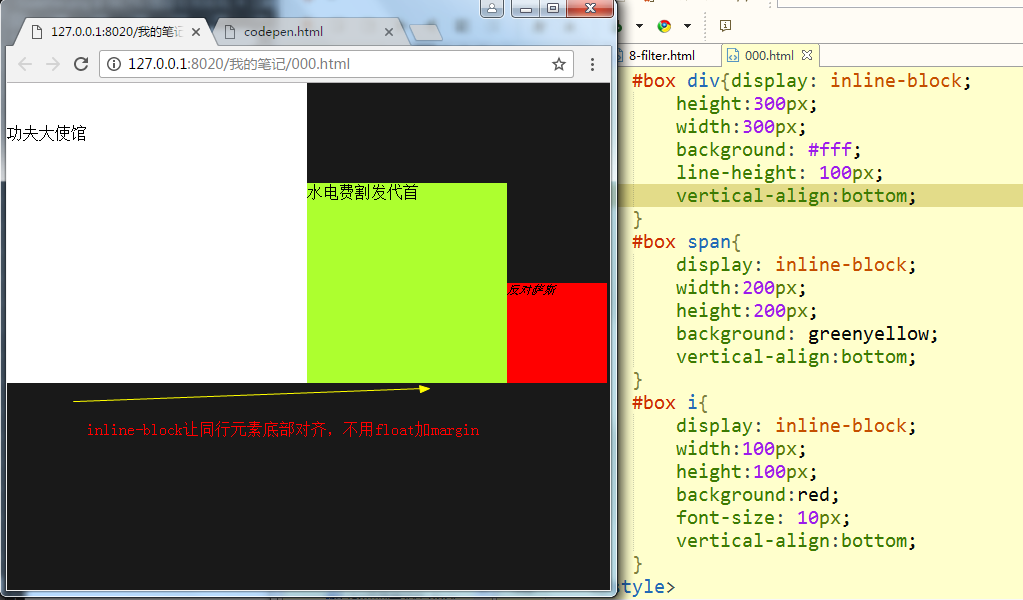 127.0.0.1:8020/我的笔记
codepen.html
127.0.0.1:8020/我的笔记/000.html
功夫大使馆
水电费割发代首
反对萨斯
inline-block让同行元素底部对齐，不用float加margin
8-filter.html
000.html
#box div{display: inline-block;
height:300px;
width:300px;
background: #fff;
line-height: 100px;
vertical-align:bottom;
}
#box span{
display: inline-block;
width:200px;
height:200px;
background: greenyellow;
vertical-align:bottom;
}
#box i{
display: inline-block;
width:100px;
height:100px;
background:red;
font-size: 10px;
vertical-align:bottom;
}
style>